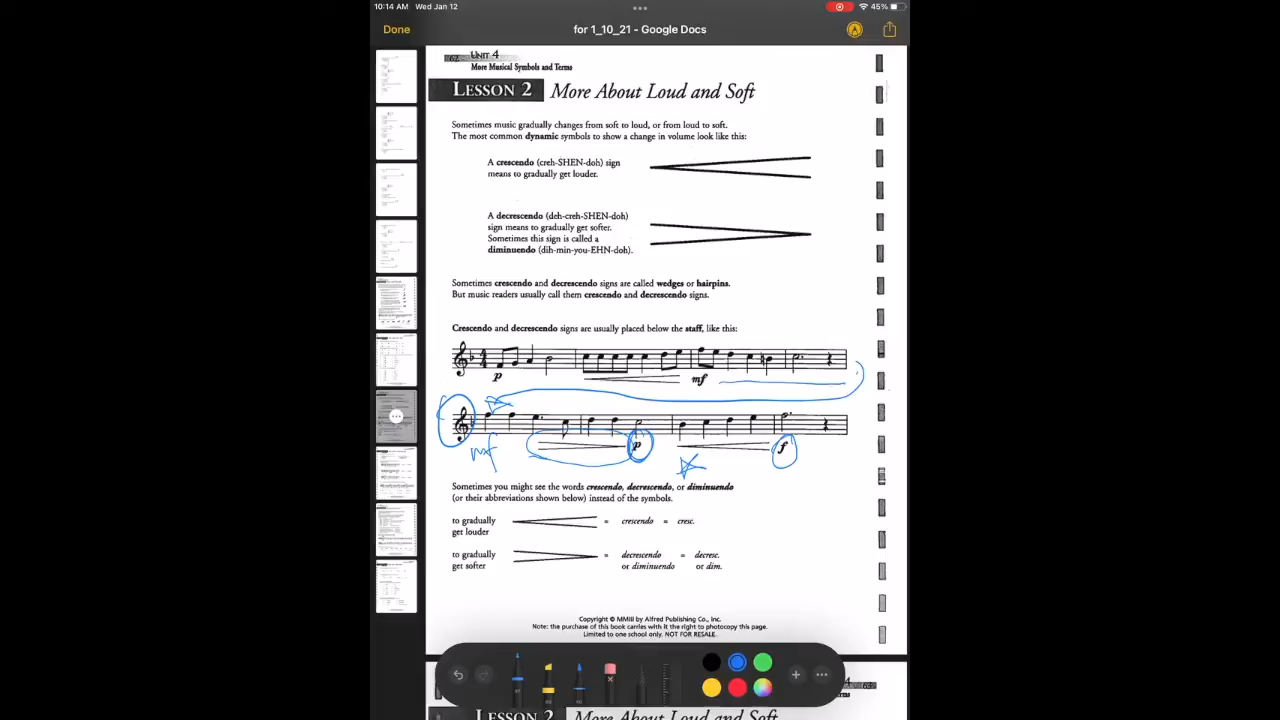 10:14 AM Wed Jan 12
45%
Done
for 1_10_21 - Google Docs
62
UNIT 4
More Musical Symbols and Terms
LESSON 2 More About Loud and Soft
Sometimes music gradually changes from soft to loud, or from loud to soft.
The most common dynamic symbols to show a change in volume look like this:
A crescendo (creh-SHEN-doh) sign
means to gradually get louder.
A decrescendo (deh-creh-SHEN-doh)
sign means to gradually get softer.
Sometimes this sign is called a
diminuendo (dih-min-you-EHN-doh).
Sometimes crescendo and decrescendo signs are called wedges or hairpins.
But music readers usually call them crescendo and decrescendo signs.
Crescendo and decrescendo signs are usually placed below the staff, like this:
4
4
p mf
mf p f
Sometimes you might see the words crescendo, decrescendo, or diminuendo
(or their abbreviations shown below) instead of the symbols.
to gradually
get louder
= crescendo = cresc.
to gradually
get softer
= decrescendo = decresc.
or diminuendo or dim.
Copyright © MMIII by Alfred Publishing Co., Inc.
Note: the purchase of this book carries with it the right to photocopy this page.
Limited to one school only. NOT FOR RESALE.
LESSON 2 More About Loud and Soft